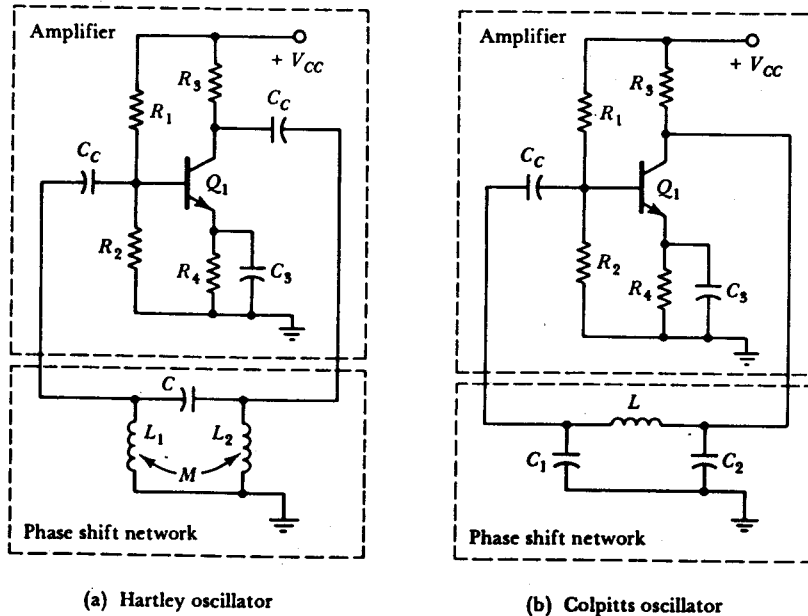 Amplifier
+ V_CC
R_3
R_1
C_C
C_C
Q_1
R_2
R_4
C_3
C
L_1
L_2
M
Phase shift network
(a) Hartley oscillator
Amplifier
+ V_CC
R_3
R_1
C_C
Q_1
R_2
R_4
C_3
L
C_1
C_2
Phase shift network
(b) Colpitts oscillator